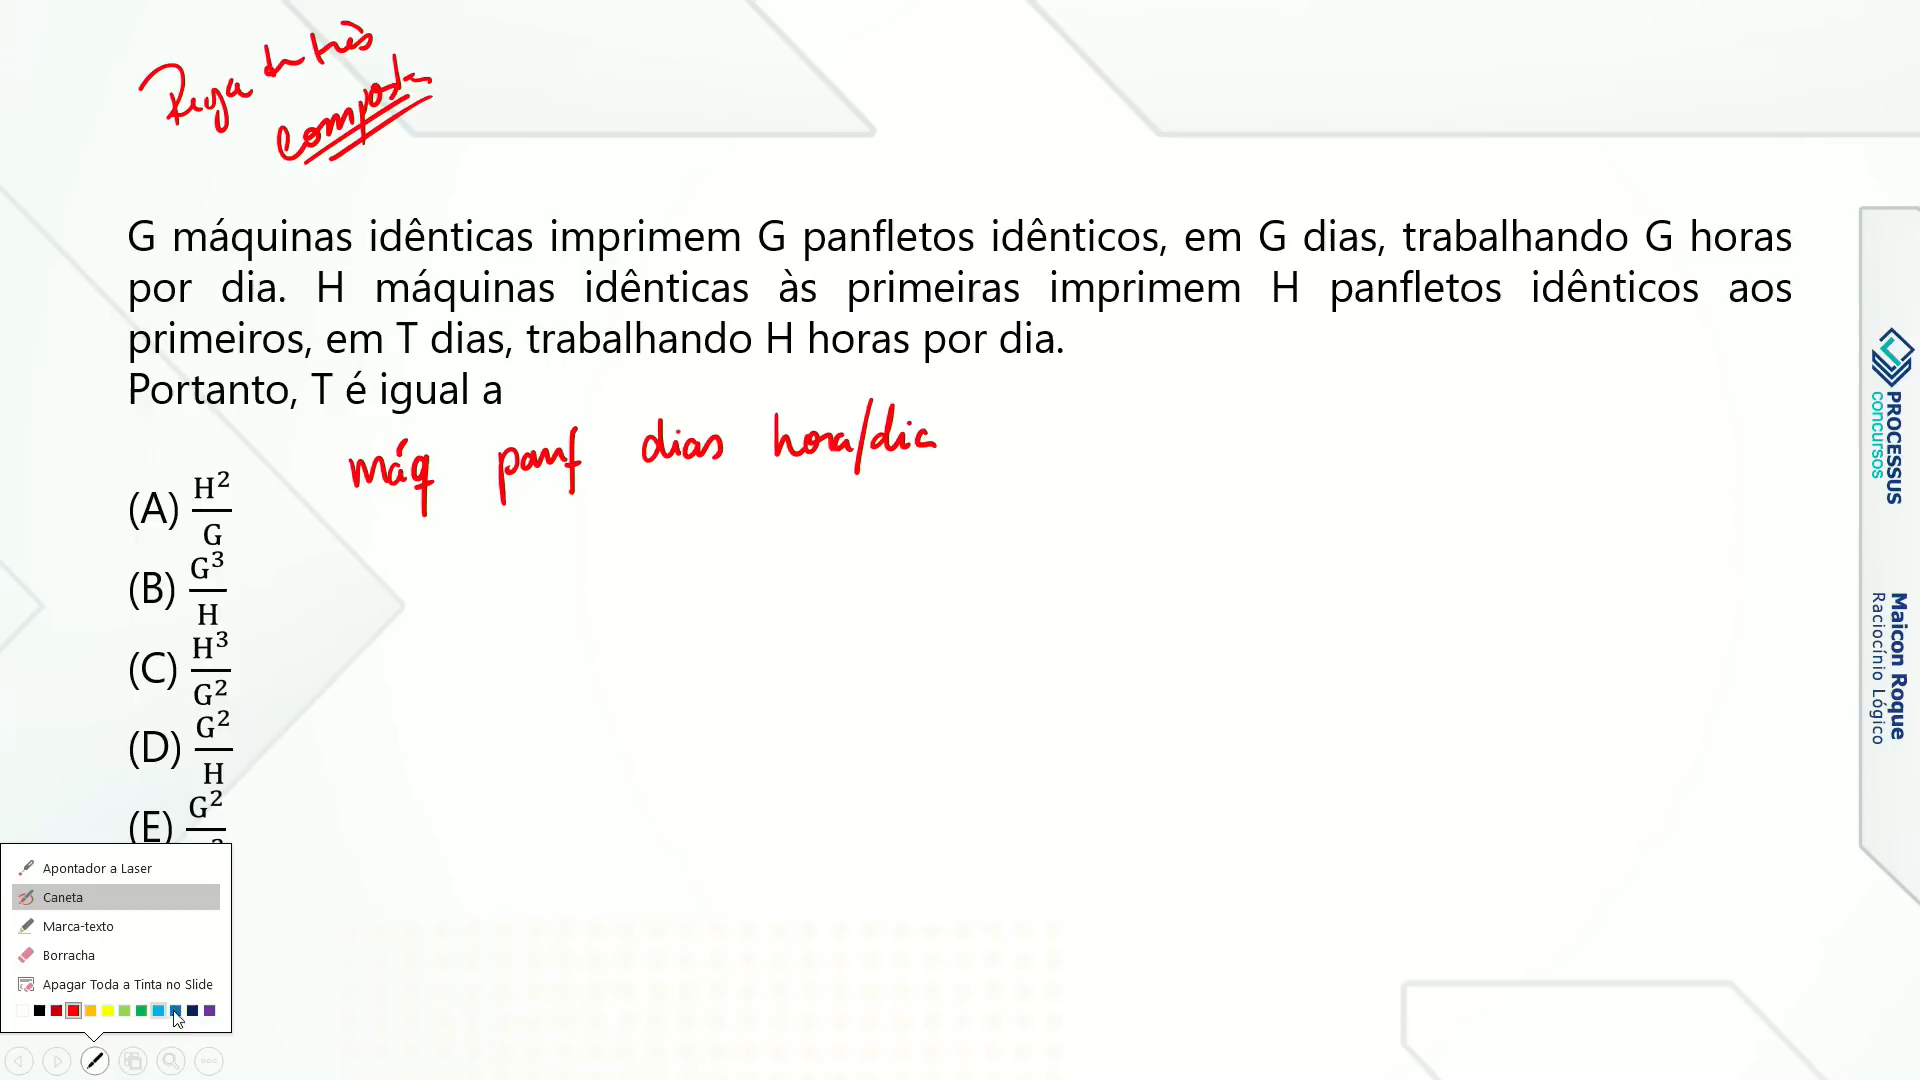 Rega de três
composta
G máquinas idênticas imprimem G panfletos idênticos, em G dias, trabalhando G horas
por dia. H máquinas idênticas às primeiras imprimem H panfletos idênticos aos
primeiros, em T dias, trabalhando H horas por dia.
Portanto, T é igual a
máq panf dias hora/dia
(A) H²/G
(B) G³/H
(C) H³/G²
(D) G²/H
(E) G²
Apontador a Laser
Caneta
Marca-texto
Borracha
Apagar Toda a Tinta no Slide
PROCESSUS
concursos
Maicon Roque
Raciocínio Lógico